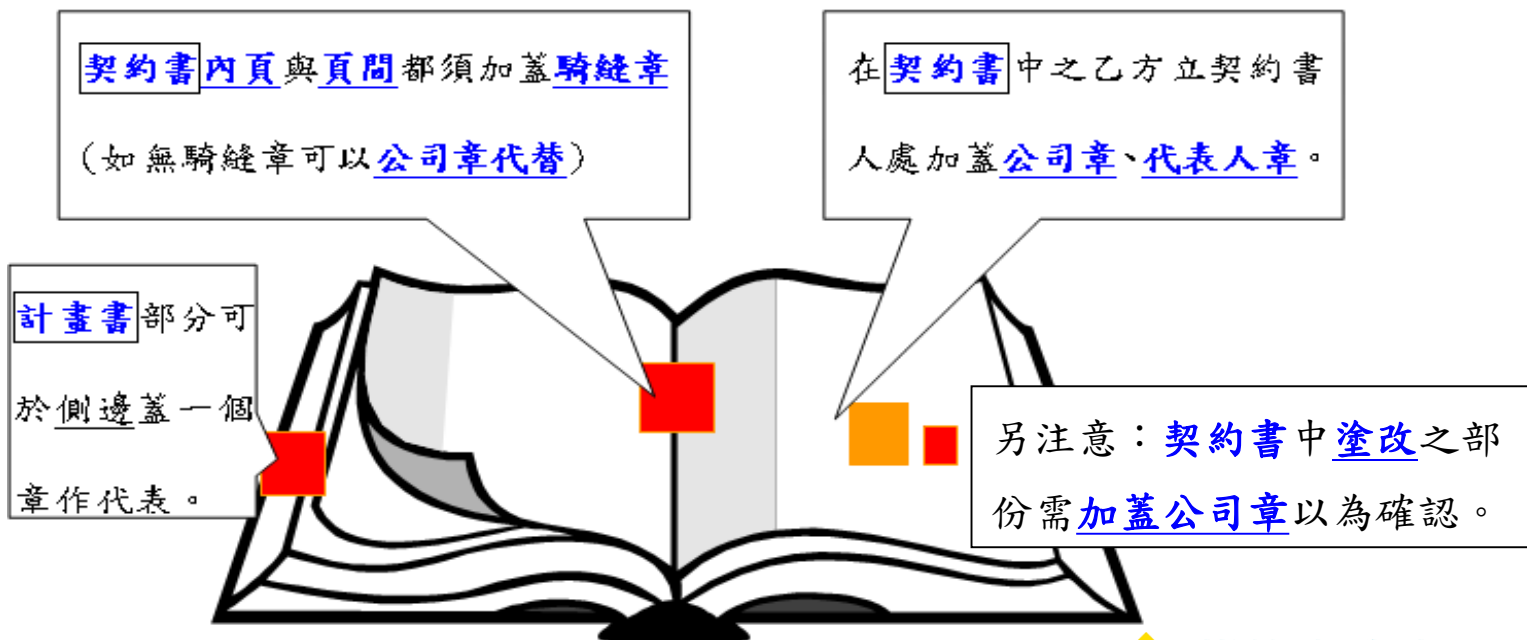 契約書內頁與頁間都須加蓋騎縫章
(如無騎縫章可以公司章代替)
在契約書中之乙方立契約書
人處加蓋公司章、代表人章。
計畫書部分可
於側邊蓋一個
章作代表。
另注意：契約書中塗改之部
份需加蓋公司章以為確認。